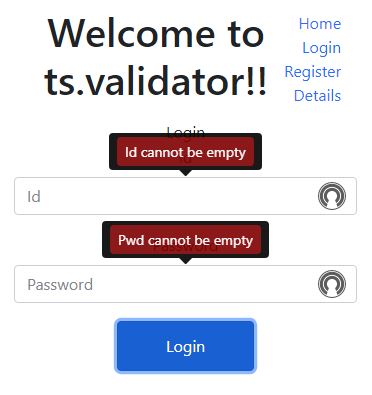 Welcome to
ts.validator!!
Home
Login
Register
Details
Login
Id cannot be empty
Id
Pwd cannot be empty
Password
Password
Login